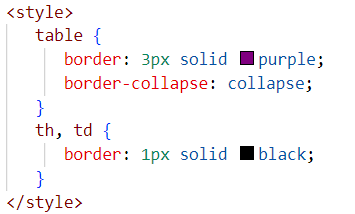 <style>
table {
border: 3px solid purple;
border-collapse: collapse;
}
th, td {
border: 1px solid black;
}
</style>